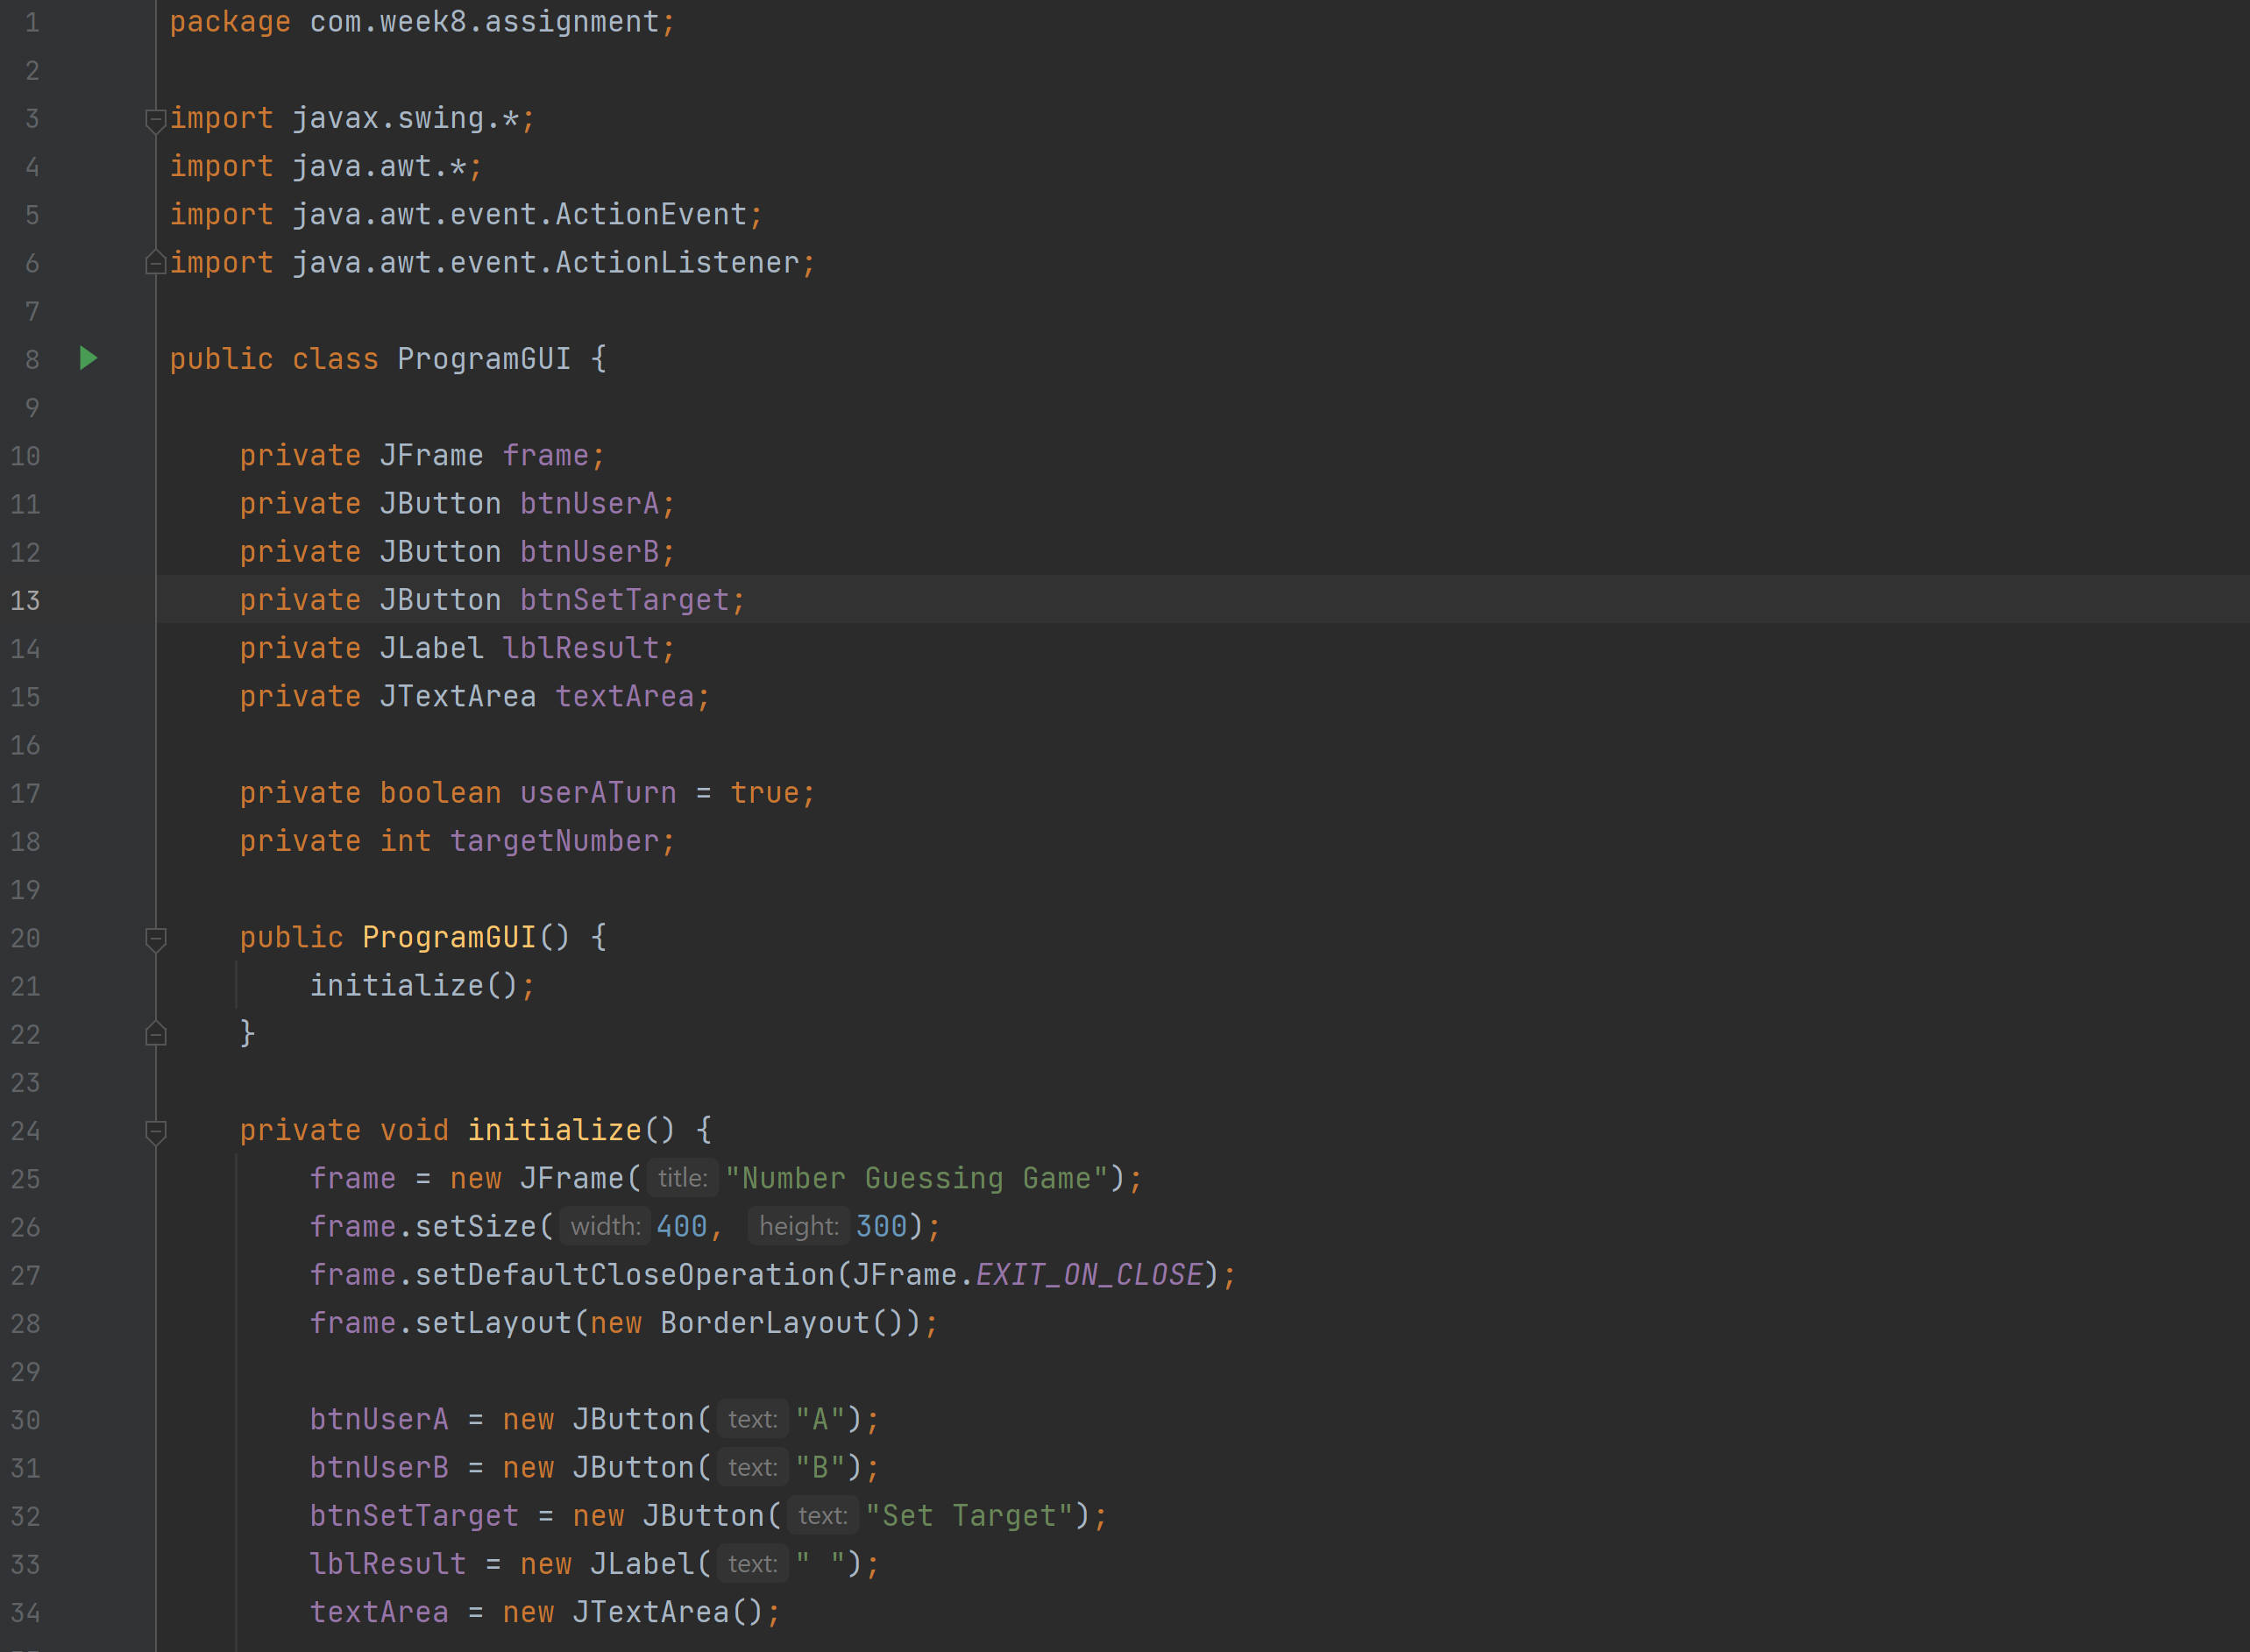 1 package com.week8.assignment;
2
3 import javax.swing.*;
4 import java.awt.*;
5 import java.awt.event.ActionEvent;
6 import java.awt.event.ActionListener;
7
8 public class ProgramGUI {
9
10 private JFrame frame;
11 private JButton btnUserA;
12 private JButton btnUserB;
13 private JButton btnSetTarget;
14 private JLabel lblResult;
15 private JTextArea textArea;
16
17 private boolean userATurn = true;
18 private int targetNumber;
19
20 public ProgramGUI() {
21 initialize();
22 }
23
24 private void initialize() {
25 frame = new JFrame( title: "Number Guessing Game");
26 frame.setSize( width: 400, height: 300);
27 frame.setDefaultCloseOperation(JFrame.EXIT_ON_CLOSE);
28 frame.setLayout(new BorderLayout());
29
30 btnUserA = new JButton( text: "A");
31 btnUserB = new JButton( text: "B");
32 btnSetTarget = new JButton( text: "Set Target");
33 lblResult = new JLabel( text: " ");
34 textArea = new JTextArea();